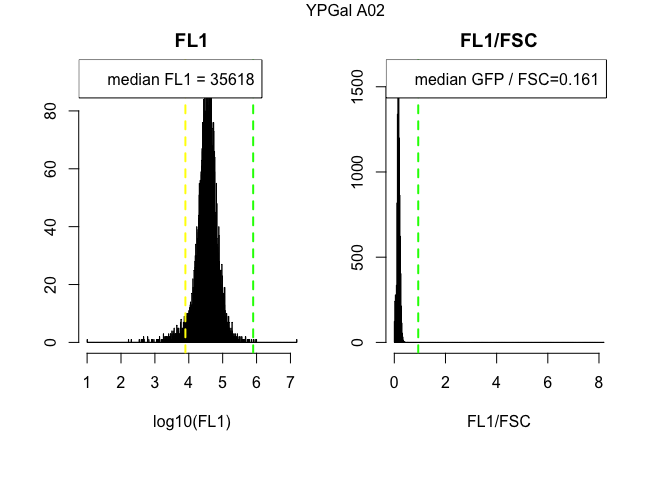 YPGal A02
FL1
median FL1 = 35618
0
20
40
60
80
1 2 3 4 5 6 7
log10(FL1)
FL1/FSC
median GFP / FSC=0.161
0
500
1000
1500
0 2 4 6 8
FL1/FSC